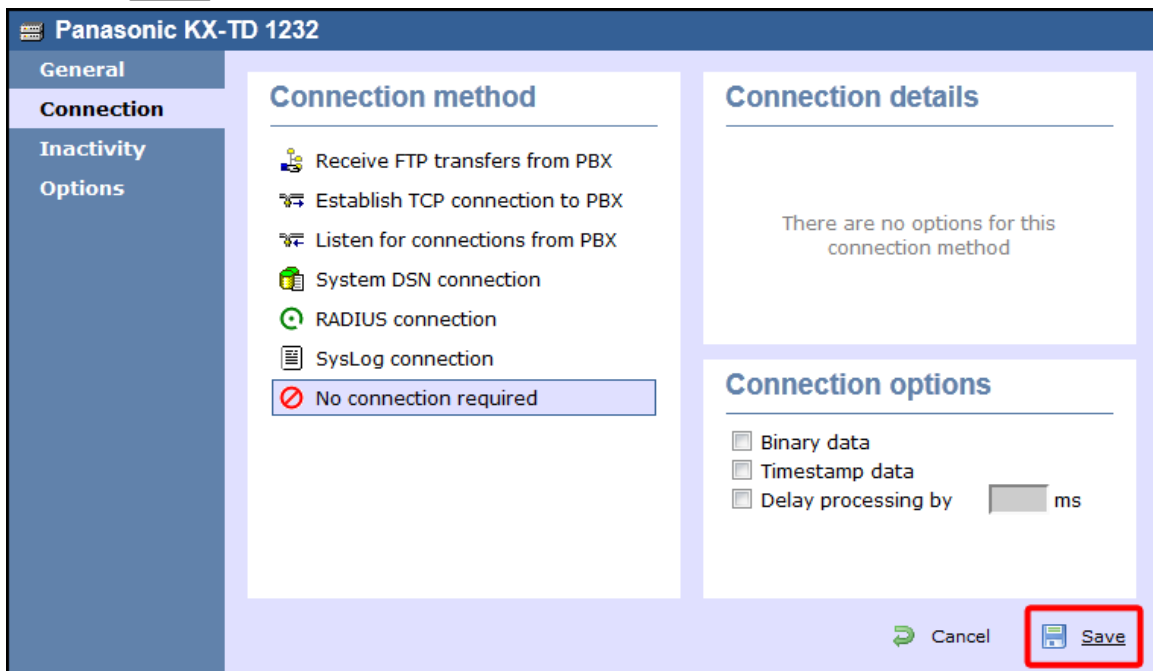 Panasonic KX-TD 1232
General
Connection
Inactivity
Options
Connection method
Receive FTP transfers from PBX
Establish TCP connection to PBX
Listen for connections from PBX
System DSN connection
RADIUS connection
SysLog connection
No connection required
Connection details
There are no options for this
connection method
Connection options
Binary data
Timestamp data
Delay processing by ms
Cancel
Save